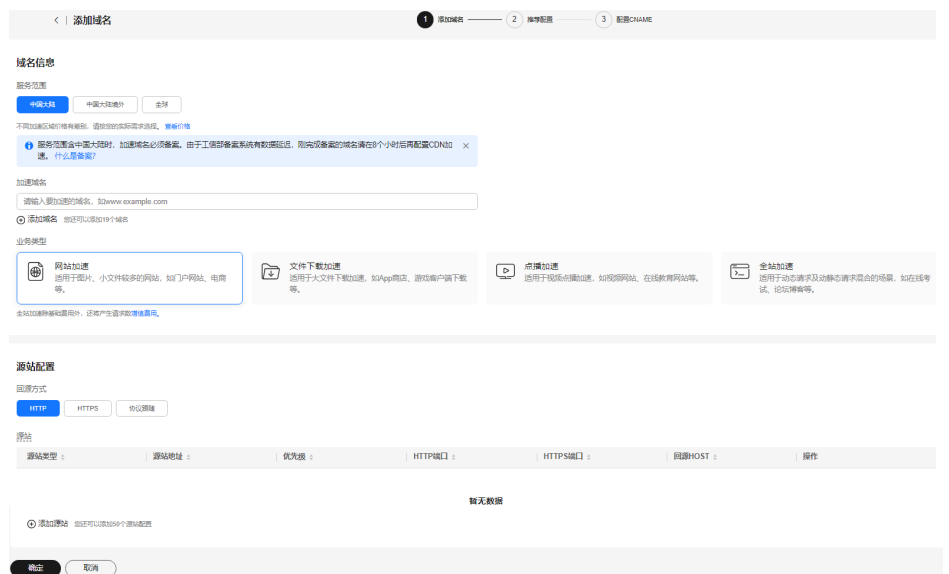 < | 添加域名 1 添加域名 2 推荐配置 3 配置CNAME
域名信息
服务范围
中国大陆 中国大陆境外 全球
不同加速区域价格有差别，请按您的实际需求选择。 查看价格
服务范围含中国大陆时，加速域名必须备案。由于工信部备案系统有数据延迟，刚完成备案的域名请在8个小时后再配置CDN加
速。 什么是备案?
加速域名
请输入要加速的域名，如www.example.com
添加域名 您还可以添加19个域名
业务类型
网站加速
适用于图片、小文件较多的网站，如门户网站、电商
等。
文件下载加速
适用于大文件下载加速，如App商店、游戏客户端下载
等。
点播加速
适用于视频点播加速，如视频网站、在线教育网站等。
全站加速
适用于动态请求及动静态请求混合的场景，如在线考
试、论坛博客等。
全站加速除基础费用外，还将产生请求数增值费用。
源站配置
回源方式
HTTP HTTPS 协议跟随
源站
源站类型 源站地址 优先级 HTTP端口 HTTPS端口 回源HOST 操作
暂无数据
添加源站 您还可以添加50个源站配置
确定 取消